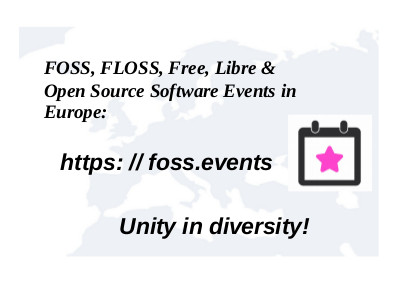 FOSS, FLOSS, Free, Libre &
Open Source Software Events in
Europe:
https: // foss.events
Unity in diversity!